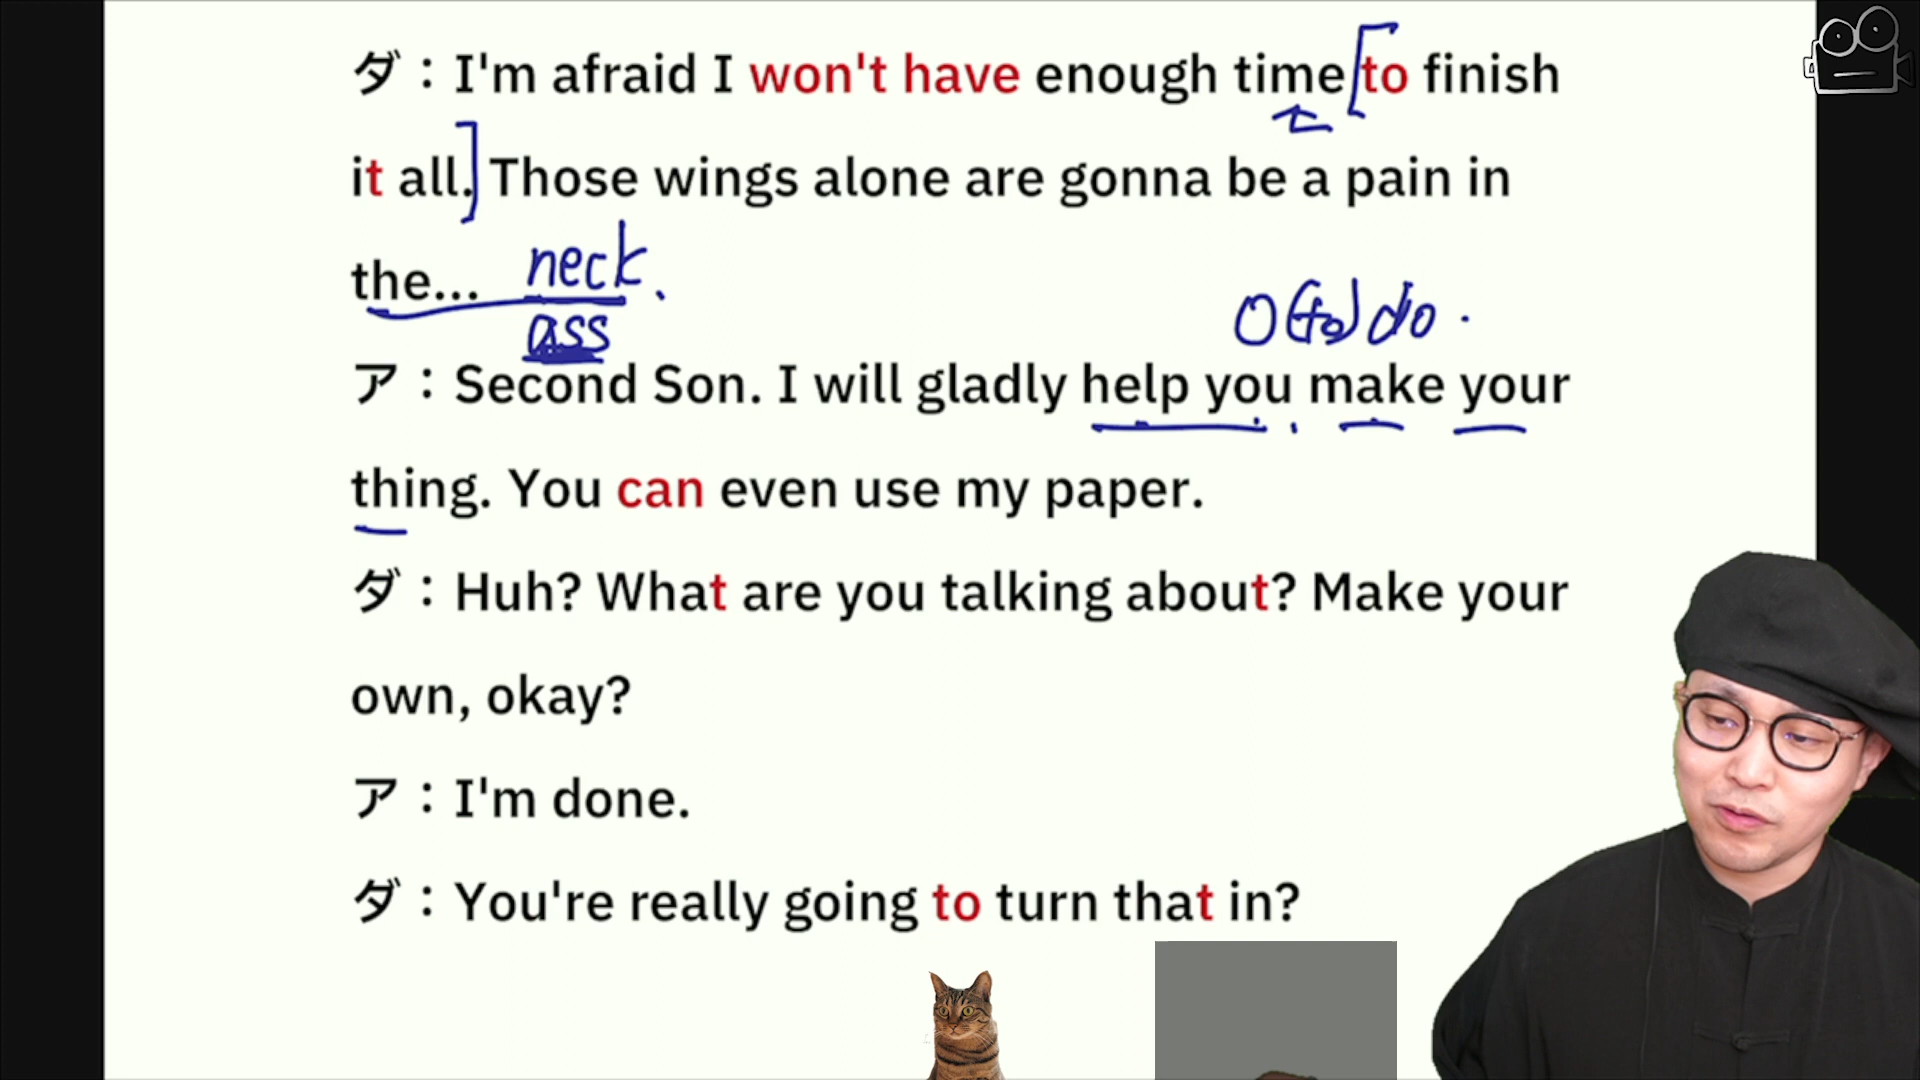 ダ：I'm afraid I won't have enough time [to finish
it all.] Those wings alone are gonna be a pain in
the... neck.
ass
O (to) do.
ア：Second Son. I will gladly help you make your
thing. You can even use my paper.
ダ：Huh? What are you talking about? Make your
own, okay?
ア：I'm done.
ダ：You're really going to turn that in?